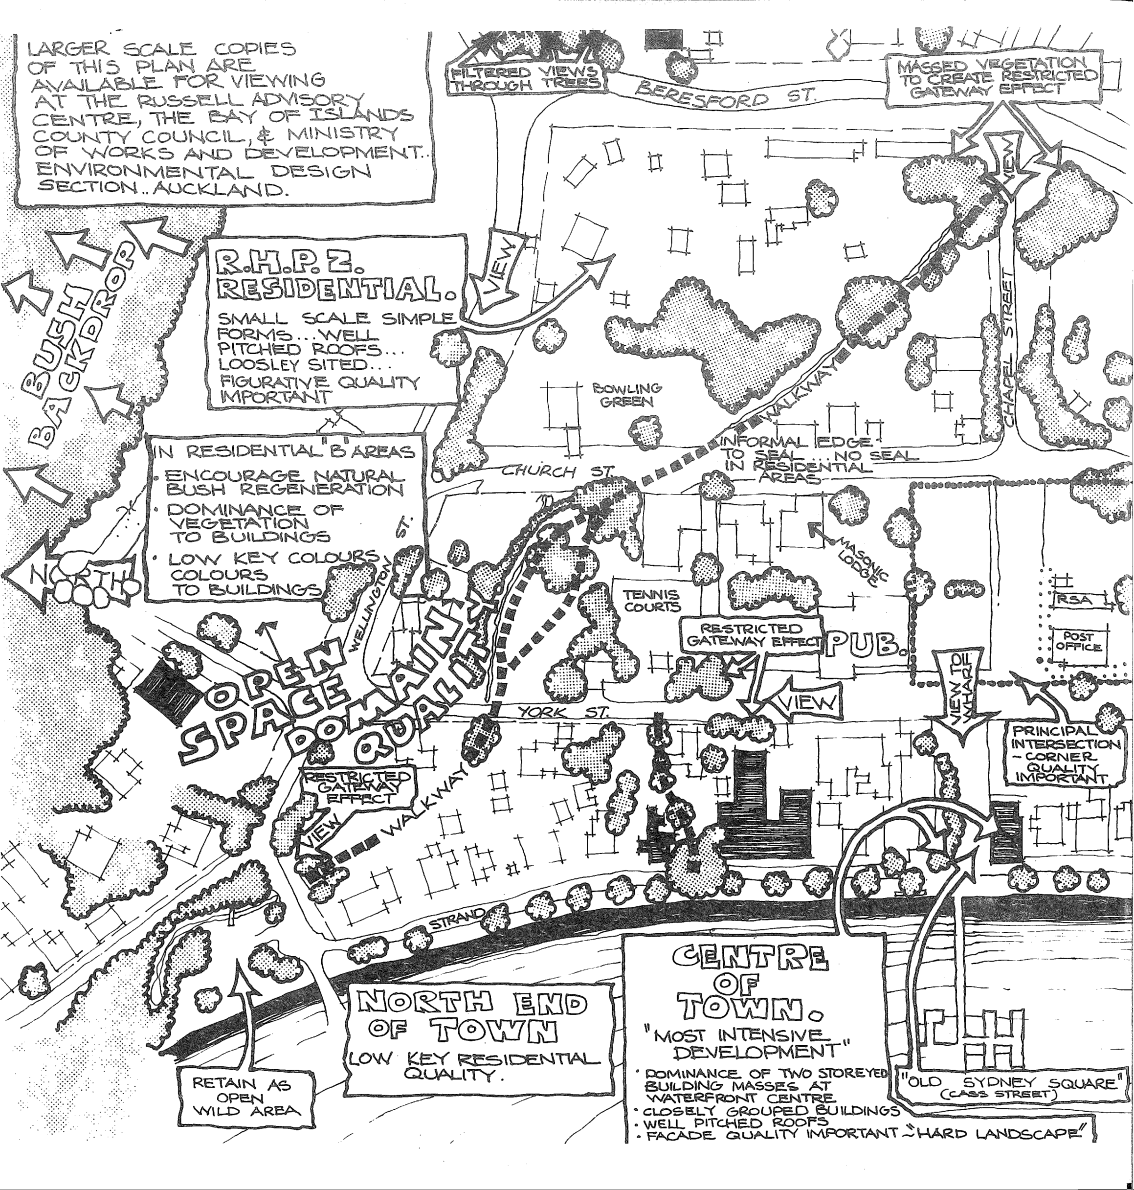 LARGER SCALE COPIES
OF THIS PLAN ARE
AVAILABLE FOR VIEWING
AT THE RUSSELL ADVISORY
CENTRE, THE BAY OF ISLANDS
COUNTY COUNCIL, & MINISTRY
OF WORKS AND DEVELOPMENT..
ENVIRONMENTAL DESIGN
SECTION.. AUCKLAND.
FILTERED VIEWS
THROUGH TREES
BERESFORD ST.
MASSED VEGETATION
TO CREATE RESTRICTED
GATEWAY EFFECT
VIEW
BUSH
BACKDROP
R.H.P.Z.
RESIDENTIAL.
SMALL SCALE SIMPLE
FORMS... WELL
PITCHED ROOFS...
LOOSLEY SITED...
FIGURATIVE QUALITY
IMPORTANT
VIEW
CHAPEL STREET
BOWLING
GREEN
WALKWAY
INFORMAL EDGE
TO SEAL... NO SEAL
IN RESIDENTIAL
AREAS
CHURCH ST.
IN RESIDENTIAL "B" AREAS
· ENCOURAGE NATURAL
BUSH REGENERATION
· DOMINANCE OF
VEGETATION
TO BUILDINGS
· LOW KEY COLOURS
COLOURS
TO BUILDINGS
NORTH
WELLINGTON ST.
MASONIC
LODGE
TENNIS
COURTS
RSA
POST
OFFICE
RESTRICTED
GATEWAY EFFECT
PUB.
VIEW
VIEW TO
WHARF
OPEN
SPACE
DOMAIN
QUALITY
YORK ST.
PRINCIPAL
INTERSECTION
- CORNER
QUALITY
IMPORTANT
RESTRICTED
GATEWAY
EFFECT
VIEW
WALKWAY
STRAND
NORTH END
OF TOWN
LOW KEY RESIDENTIAL
QUALITY.
RETAIN AS
OPEN
WILD AREA
CENTRE
OF
TOWN.
"MOST INTENSIVE
DEVELOPMENT"
· DOMINANCE OF TWO STOREYED
BUILDING MASSES AT
WATERFRONT CENTRE
· CLOSELY GROUPED BUILDINGS
· WELL PITCHED ROOFS
· FACADE QUALITY IMPORTANT ~ "HARD LANDSCAPE"
"OLD SYDNEY SQUARE"
(CASS STREET)